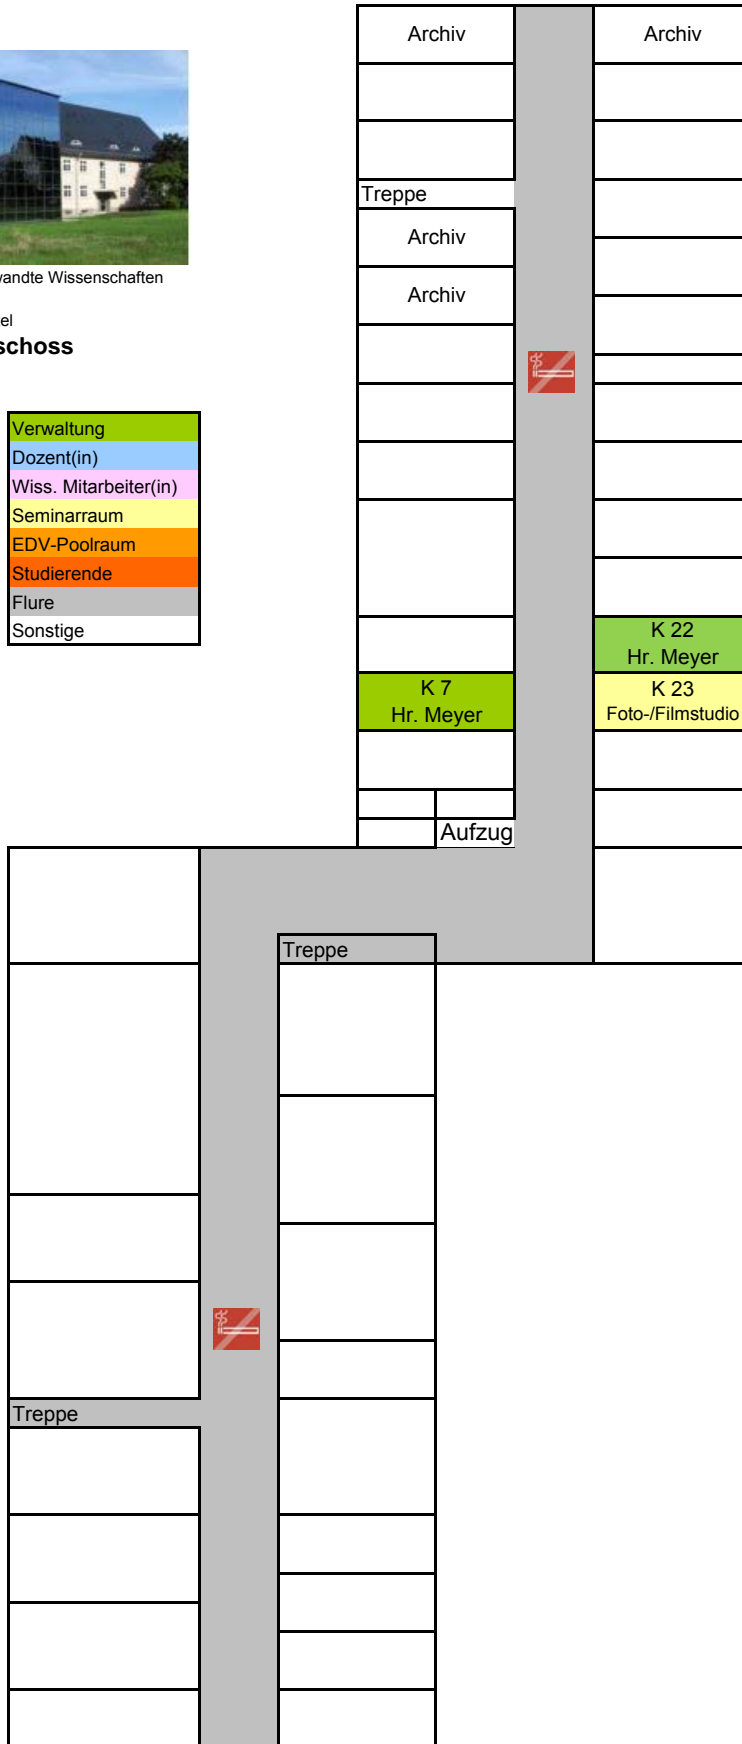 Archiv
Archiv
Treppe
Archiv
Archiv
wandte Wissenschaften
el
schoss
Verwaltung
Dozent(in)
Wiss. Mitarbeiter(in)
Seminarraum
EDV-Poolraum
Studierende
Flure
Sonstige
K 22
Hr. Meyer
K 7
Hr. Meyer
K 23
Foto-/Filmstudio
Aufzug
Treppe
Treppe